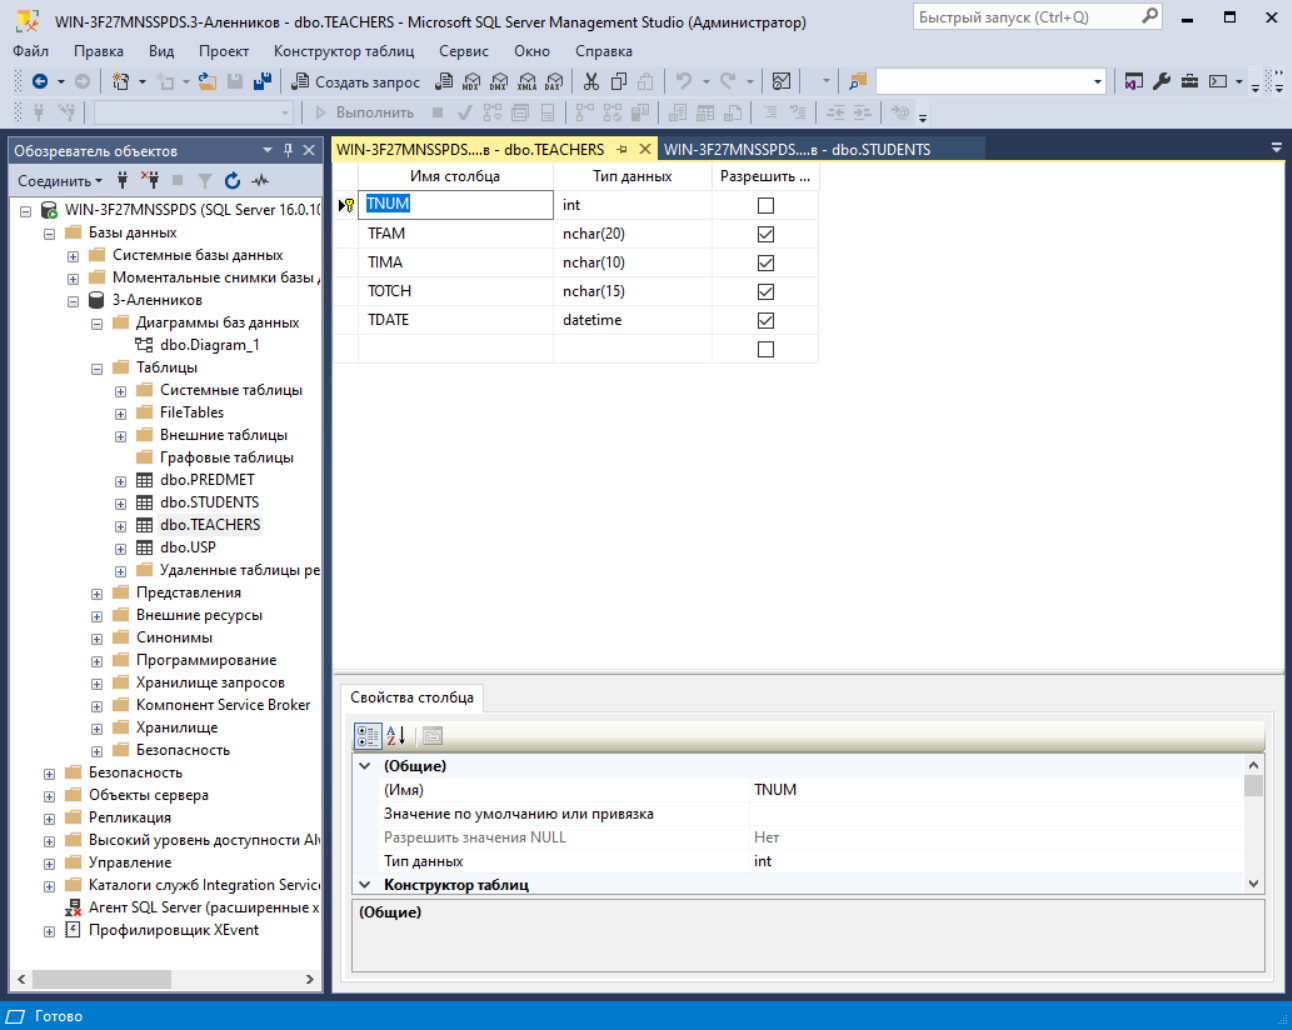 WIN-3F27MNSSPDS.3-Аленников - dbo.TEACHERS - Microsoft SQL Server Management Studio (Администратор)
Быстрый запуск (Ctrl+Q)
Файл Правка Вид Проект Конструктор таблиц Сервис Окно Справка
Создать запрос MDX DMX XMLA DAX
Выполнить
Обозреватель объектов
Соединить
WIN-3F27MNSSPDS (SQL Server 16.0.10
Базы данных
Системные базы данных
Моментальные снимки базы
3-Аленников
Диаграммы баз данных
dbo.Diagram_1
Таблицы
Системные таблицы
FileTables
Внешние таблицы
Графовые таблицы
dbo.PREDMET
dbo.STUDENTS
dbo.TEACHERS
dbo.USP
Удаленные таблицы ре
Представления
Внешние ресурсы
Синонимы
Программирование
Хранилище запросов
Компонент Service Broker
Хранилище
Безопасность
Безопасность
Объекты сервера
Репликация
Высокий уровень доступности Al
Управление
Каталоги служб Integration Servic
Агент SQL Server (расширенные х
Профилировщик XEvent
WIN-3F27MNSSPDS....в - dbo.TEACHERS WIN-3F27MNSSPDS....в - dbo.STUDENTS
Имя столбца Тип данных Разрешить ...
TNUM int
TFAM nchar(20)
TIMA nchar(10)
TOTCH nchar(15)
TDATE datetime
Свойства столбца
(Общие)
(Имя) TNUM
Значение по умолчанию или привязка
Разрешить значения NULL Нет
Тип данных int
Конструктор таблиц
(Общие)
Готово